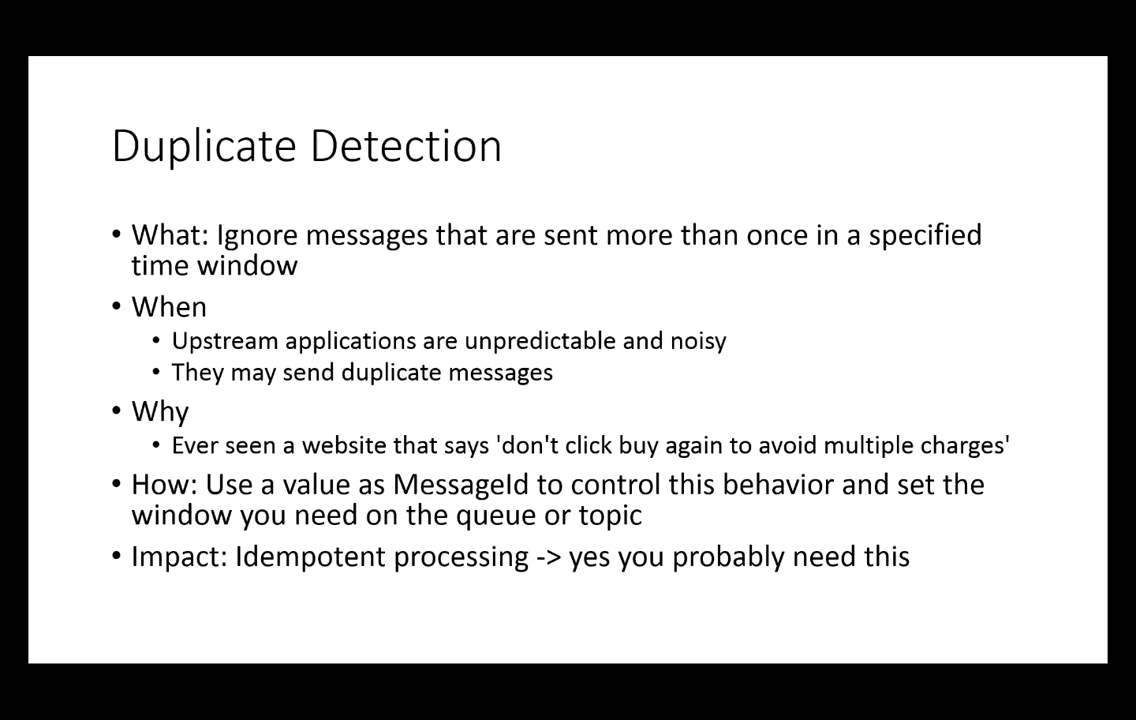 Duplicate Detection
• What: Ignore messages that are sent more than once in a specified
time window
• When
• Upstream applications are unpredictable and noisy
• They may send duplicate messages
• Why
• Ever seen a website that says 'don't click buy again to avoid multiple charges'
• How: Use a value as MessageId to control this behavior and set the
window you need on the queue or topic
• Impact: Idempotent processing -> yes you probably need this